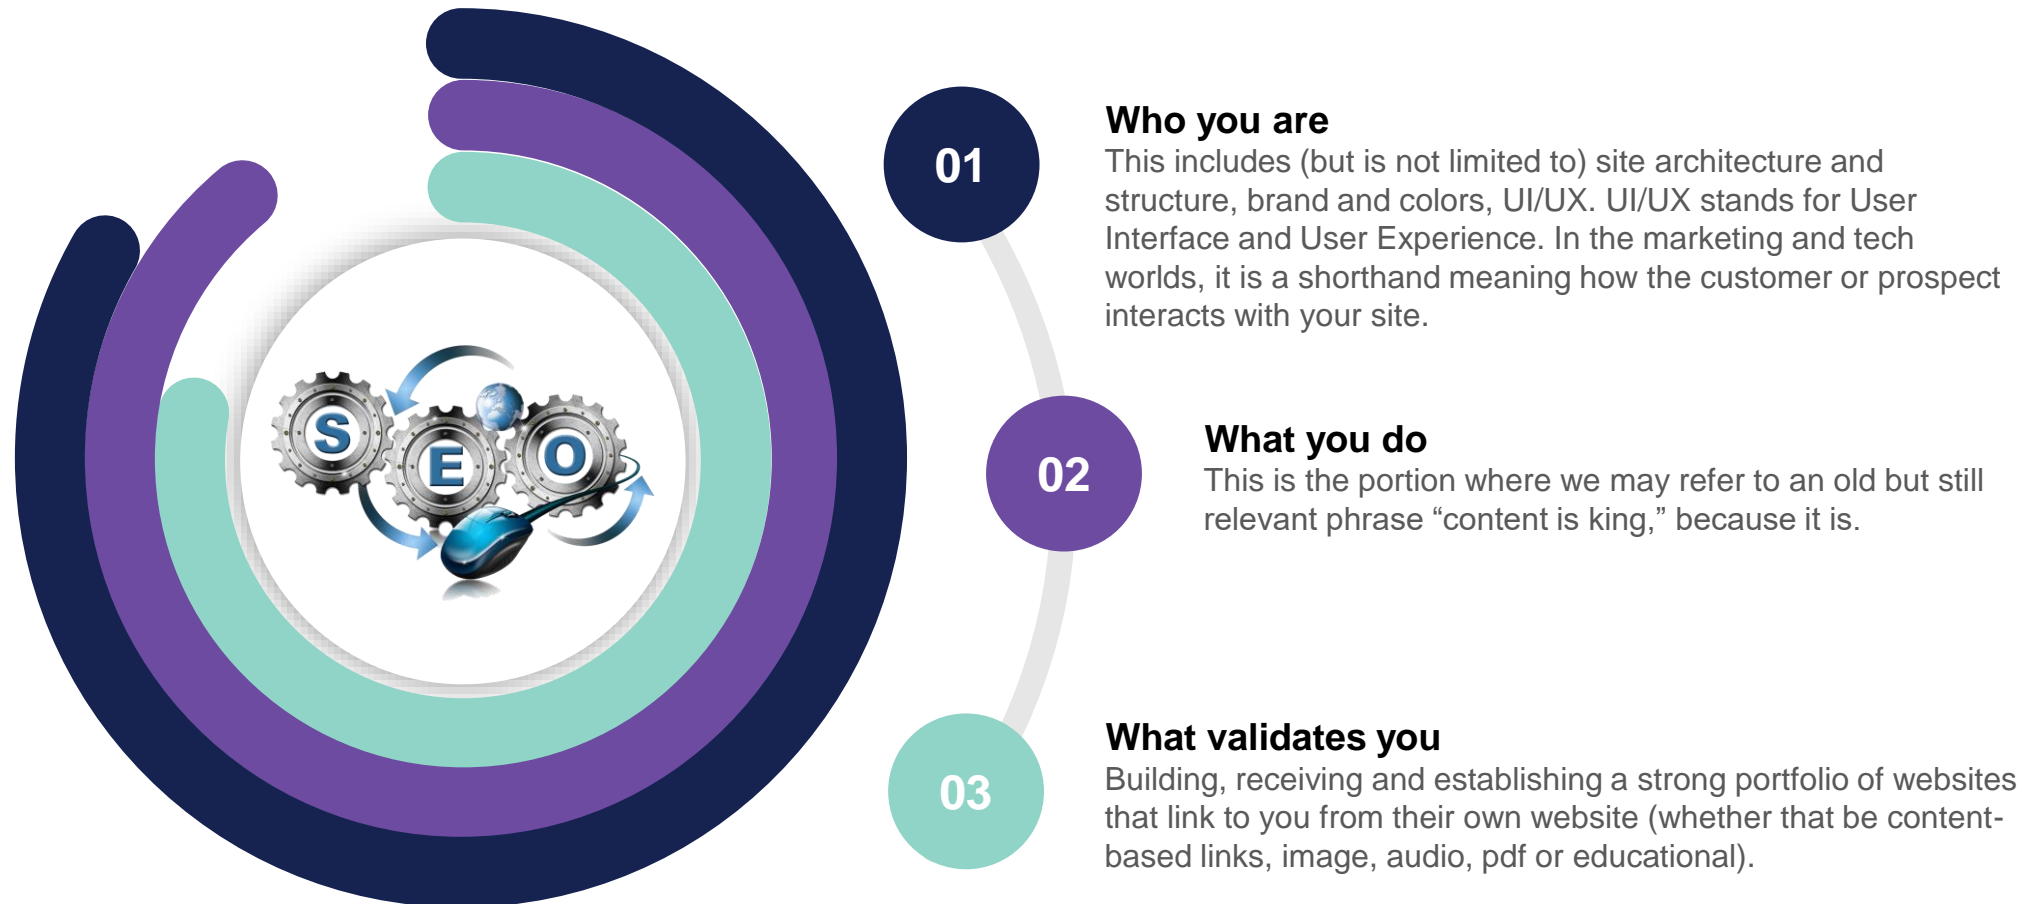 S
E
O
01
Who you are
This includes (but is not limited to) site architecture and
structure, brand and colors, UI/UX. UI/UX stands for User
Interface and User Experience. In the marketing and tech
worlds, it is a shorthand meaning how the customer or prospect
interacts with your site.
02
What you do
This is the portion where we may refer to an old but still
relevant phrase “content is king,” because it is.
03
What validates you
Building, receiving and establishing a strong portfolio of websites
that link to you from their own website (whether that be content-
based links, image, audio, pdf or educational).